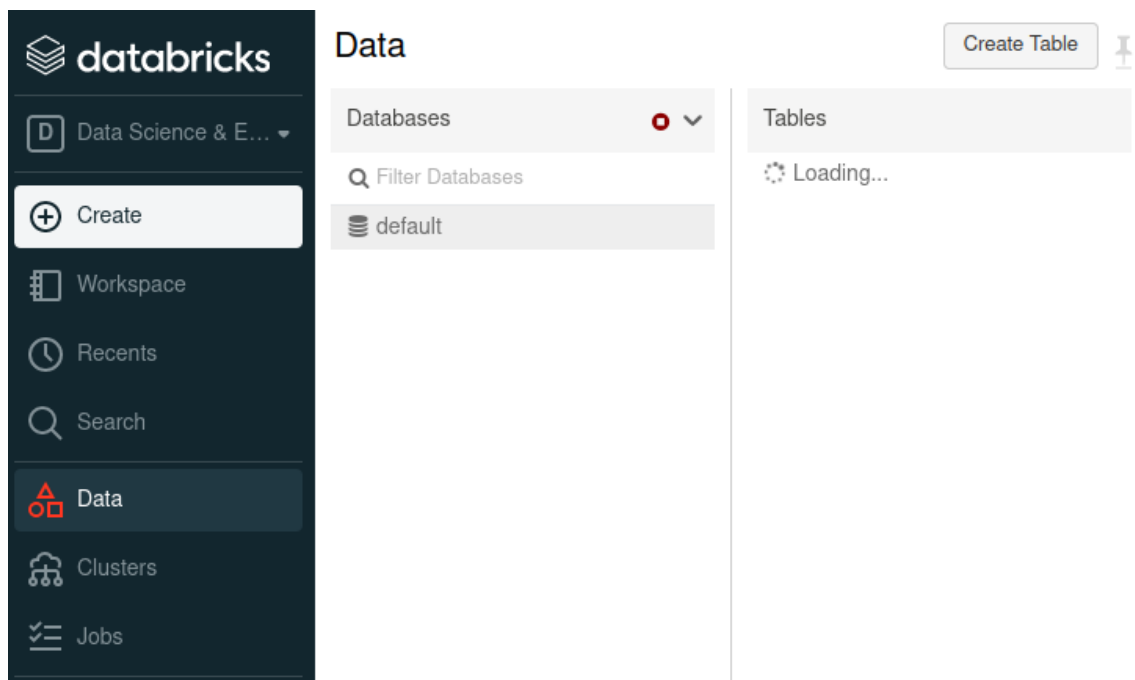 databricks
D Data Science & E...
Create
Workspace
Recents
Search
Data
Clusters
Jobs
Data
Create Table
Databases
Filter Databases
default
Tables
Loading...